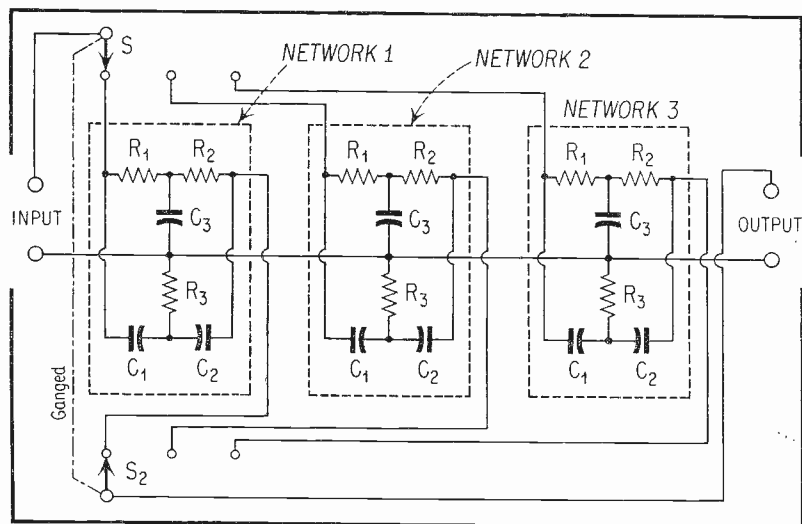 S
NETWORK 1
NETWORK 2
NETWORK 3
R₁ R₂
R₁ R₂
R₁ R₂
INPUT
C₃
C₃
C₃
OUTPUT
R₃
R₃
R₃
C₁ C₂
C₁ C₂
C₁ C₂
Ganged
S₂